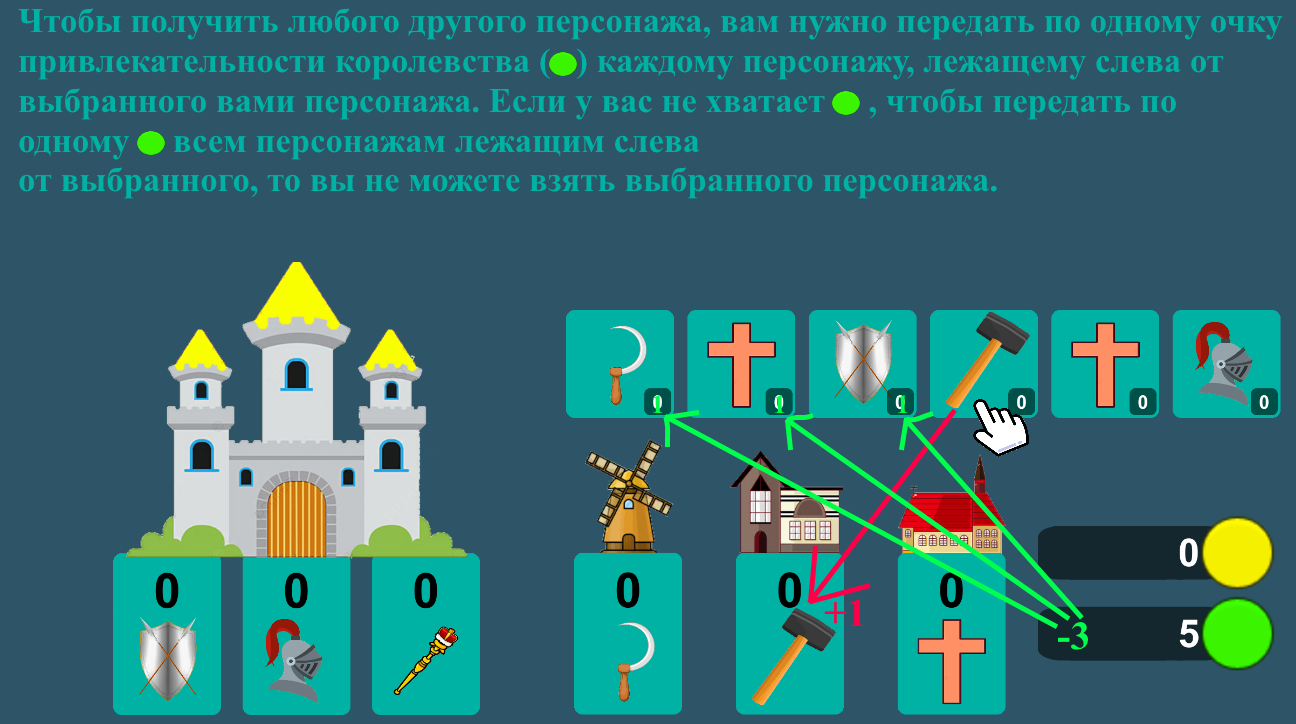 Чтобы получить любого другого персонажа, вам нужно передать по одному очку
привлекательности королевства ( ) каждому персонажу, лежащему слева от
выбранного вами персонажа. Если у вас не хватает , чтобы передать по
одному всем персонажам лежащим слева
от выбранного, то вы не можете взять выбранного персонажа.
0 0 0 0 0 0
1 1 1
0
0 0 0 0 0 0
+1
-3 5